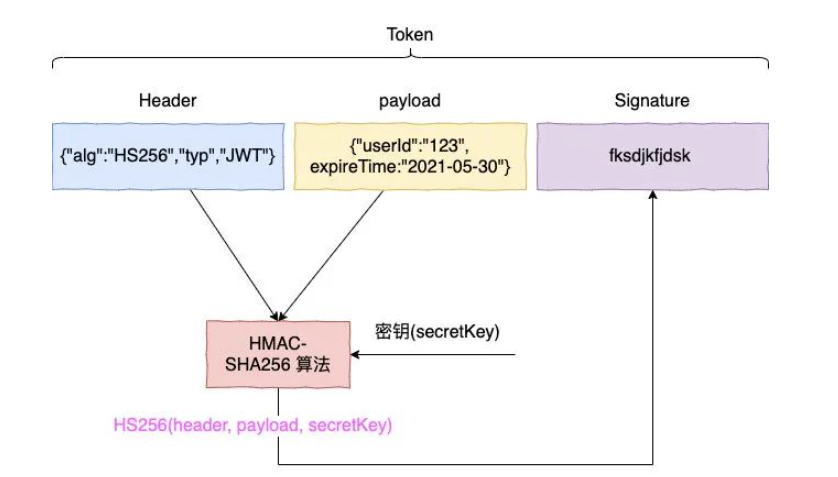 Token
Header
payload
Signature
{"alg":"HS256","typ","JWT"}
{"userId":"123",
expireTime:"2021-05-30"}
fksdjkfjdsk
HMAC-
SHA256 算法
密钥(secretKey)
HS256(header, payload, secretKey)